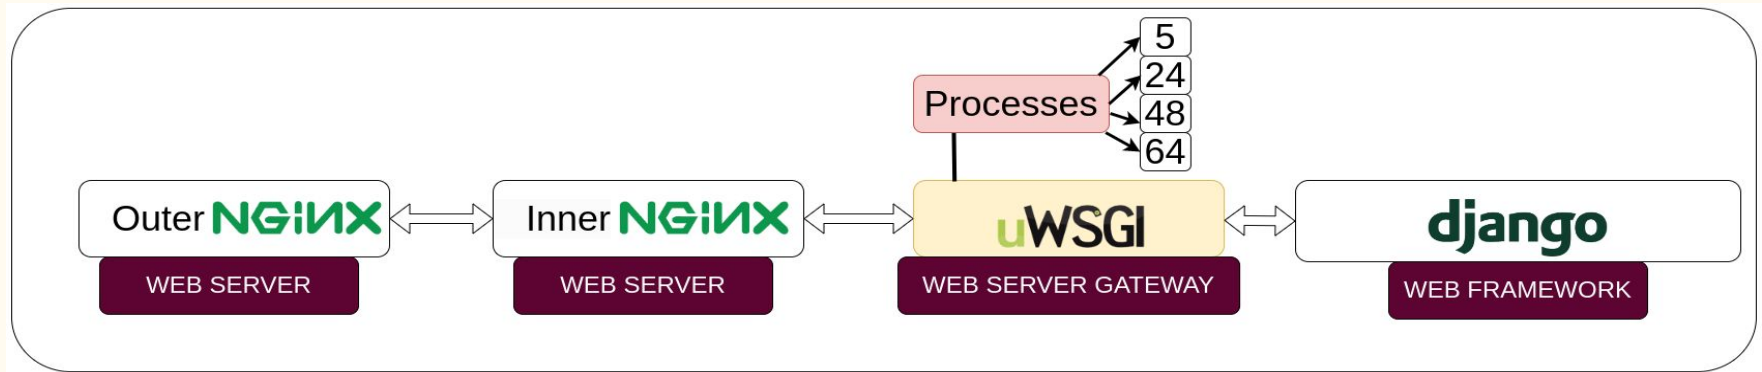 5
24
Processes
48
64
Outer NGiNX
Inner NGiNX
uWSGI
django
WEB SERVER
WEB SERVER
WEB SERVER GATEWAY
WEB FRAMEWORK